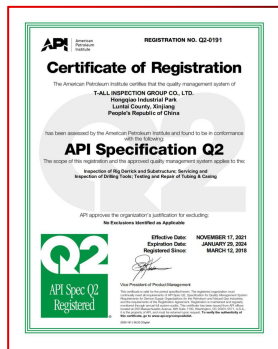 API
American
Petroleum
Institute
REGISTRATION NO. Q2-0191
Certificate of Registration
The American Petroleum Institute certifies that the quality management system of
T-ALL INSPECTION GROUP CO., LTD.
Hongqiao Industrial Park
Luntai County, Xinjiang
People's Republic of China
has been assessed by the American Petroleum Institute and found to be in conformance
with the following:
API Specification Q2
The scope of this registration and the approved quality management system applies to the:
Inspection of Rig Derrick and Substructure; Servicing and
Inspection of Drilling Tools; Testing and Repair of Tubing & Casing
API approves the organization's justification for excluding:
No Exclusions Identified as Applicable
Effective Date: NOVEMBER 17, 2021
Expiration Date: JANUARY 29, 2024
Registered Since: MARCH 12, 2018
Q2
API Spec Q2
Registered
Vice President of Product Management